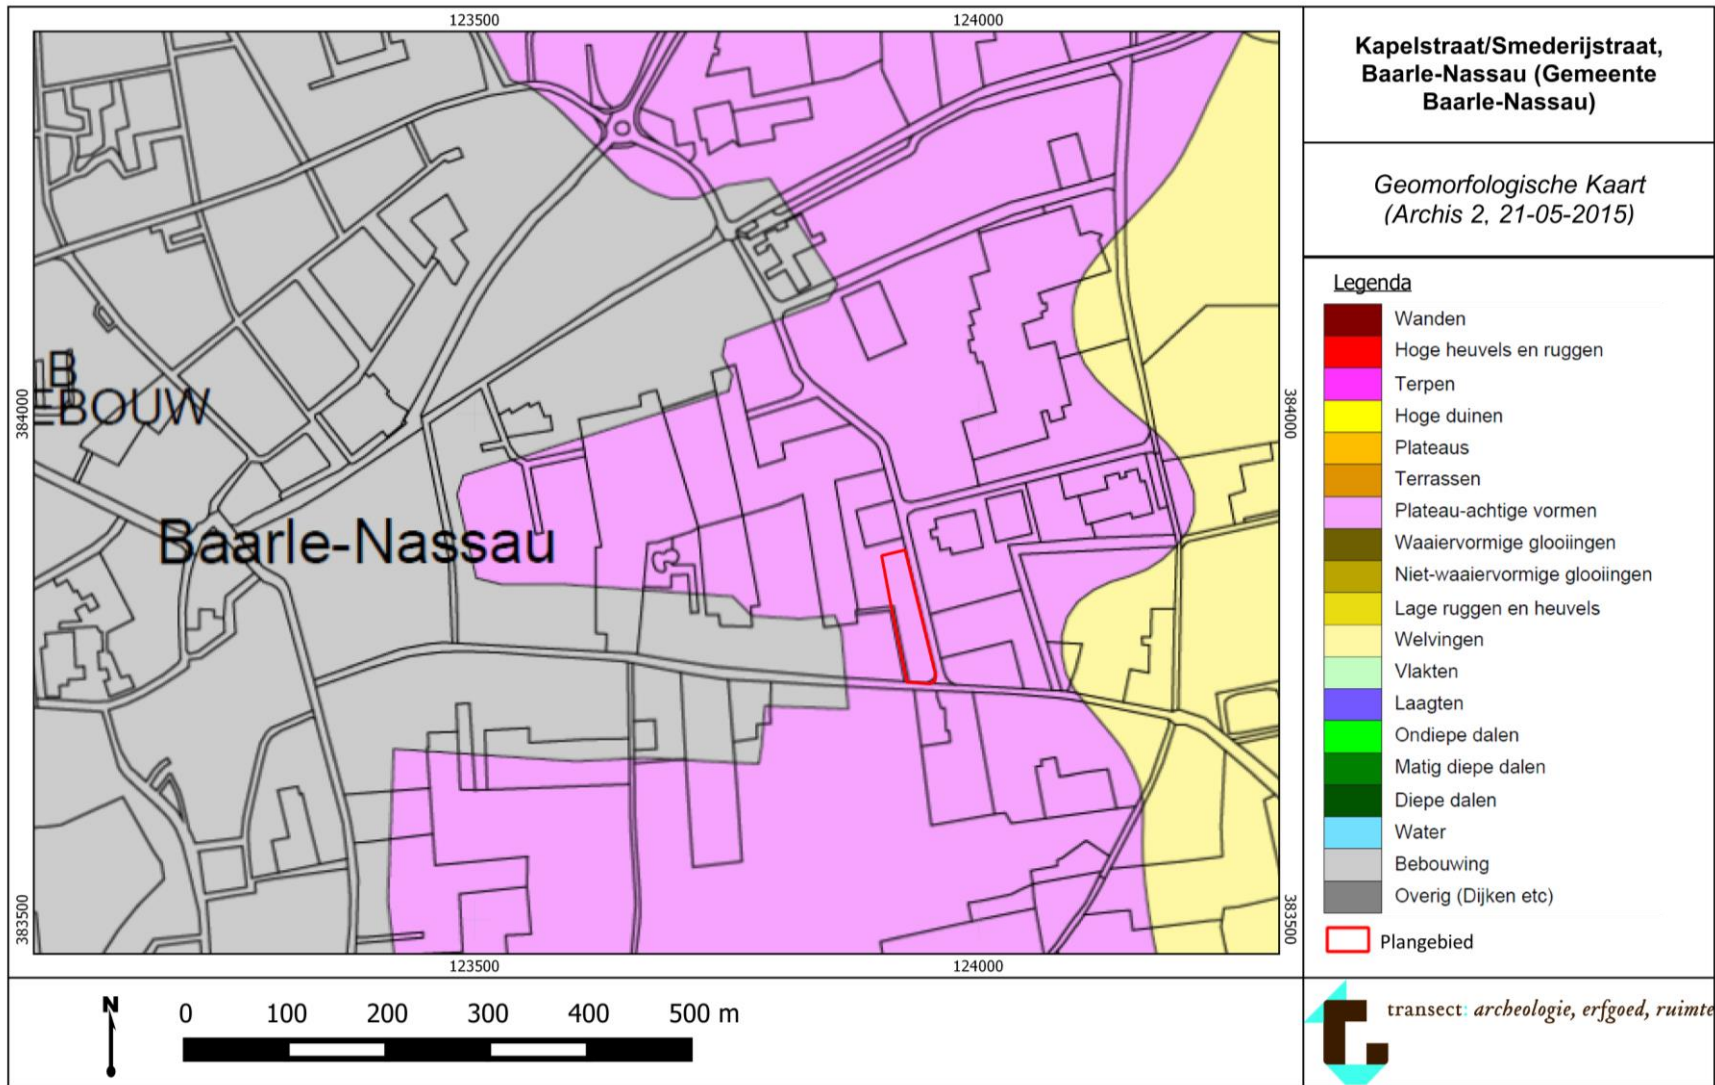 123500
124000
384000
384000
383500
383500
B
EBOUW
Baarle-Nassau
123500
124000
N
0 100 200 300 400 500 m
Kapelstraat/Smederijstraat,
Baarle-Nassau (Gemeente
Baarle-Nassau)
Geomorfologische Kaart
(Archis 2, 21-05-2015)
Legenda
Wanden
Hoge heuvels en ruggen
Terpen
Hoge duinen
Plateaus
Terrassen
Plateau-achtige vormen
Waaiervormige glooiingen
Niet-waaiervormige glooiingen
Lage ruggen en heuvels
Welvingen
Vlakten
Laagten
Ondiepe dalen
Matig diepe dalen
Diepe dalen
Water
Bebouwing
Overig (Dijken etc)
Plangebied
transect: archeologie, erfgoed, ruimte